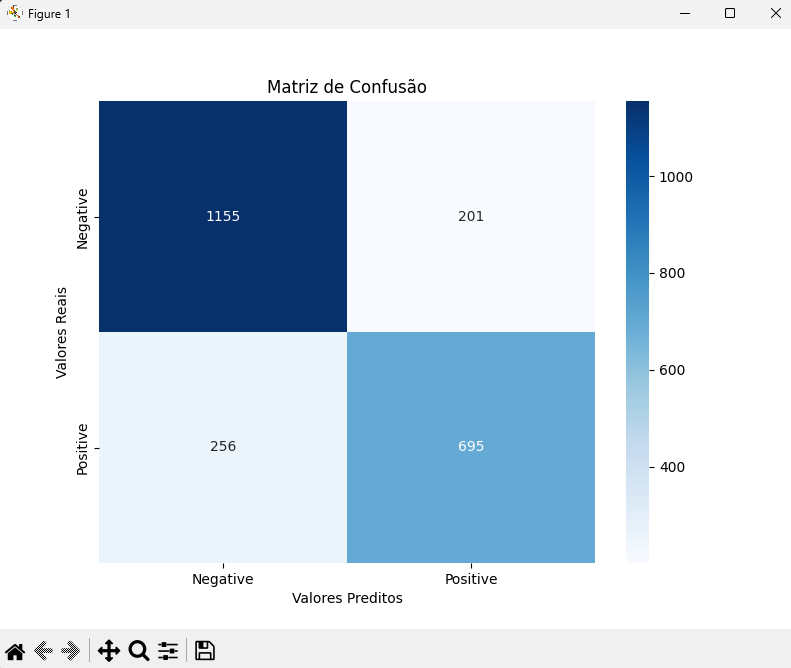 Figure 1
Matriz de Confusão
Negative
1155
201
1000
800
Valores Reais
600
Positive
256
695
400
Negative
Positive
Valores Preditos